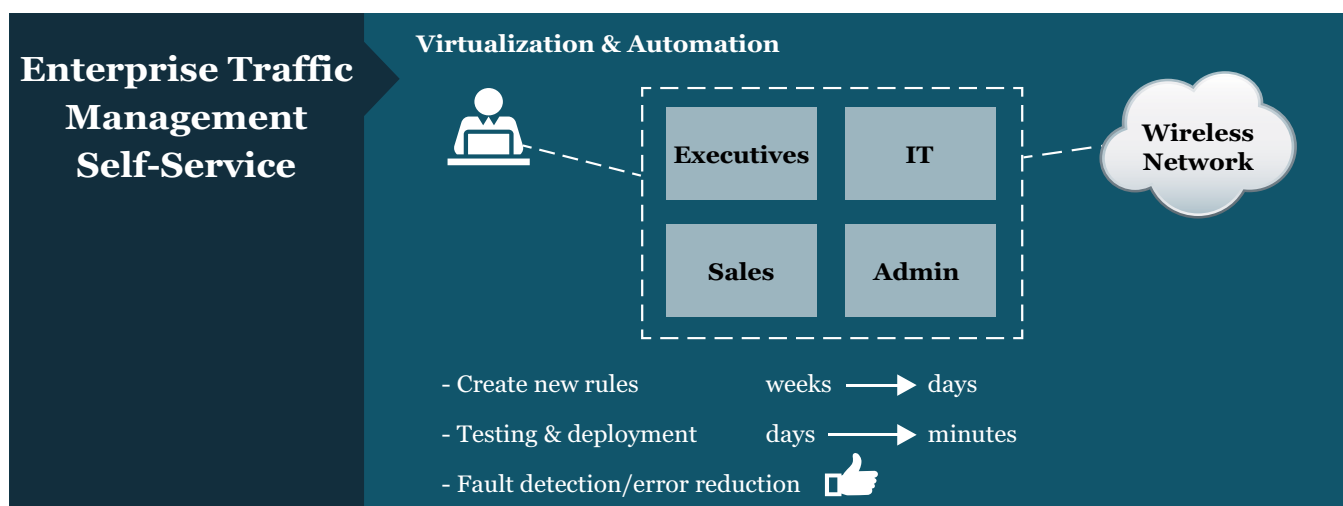 Enterprise Traffic
Management
Self-Service
Virtualization & Automation
Executives
IT
Sales
Admin
Wireless
Network
- Create new rules weeks days
- Testing & deployment days minutes
- Fault detection/error reduction